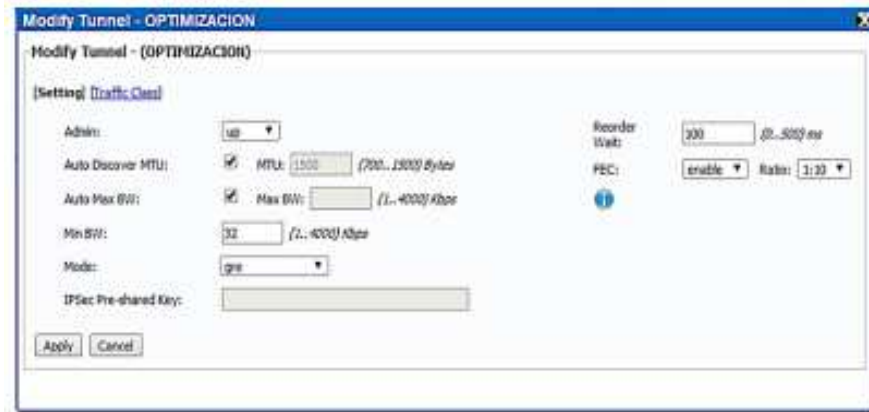 Modify Tunnel - OPTIMIZACION
Modify Tunnel - (OPTIMIZACION)
[Setting] [Traffic Class]
Admin: up
Auto Discover MTU: MTU: 1500 (700..1500) Bytes
Auto Max BW: Max BW: (1..4000) Kbps
Min BW: 32 (1..4000) Kbps
Mode: gre
IPSec Pre-shared Key:
Reorder
Wait: 100 (0..500) ms
FEC: enable Ratio: 1:10
Apply Cancel